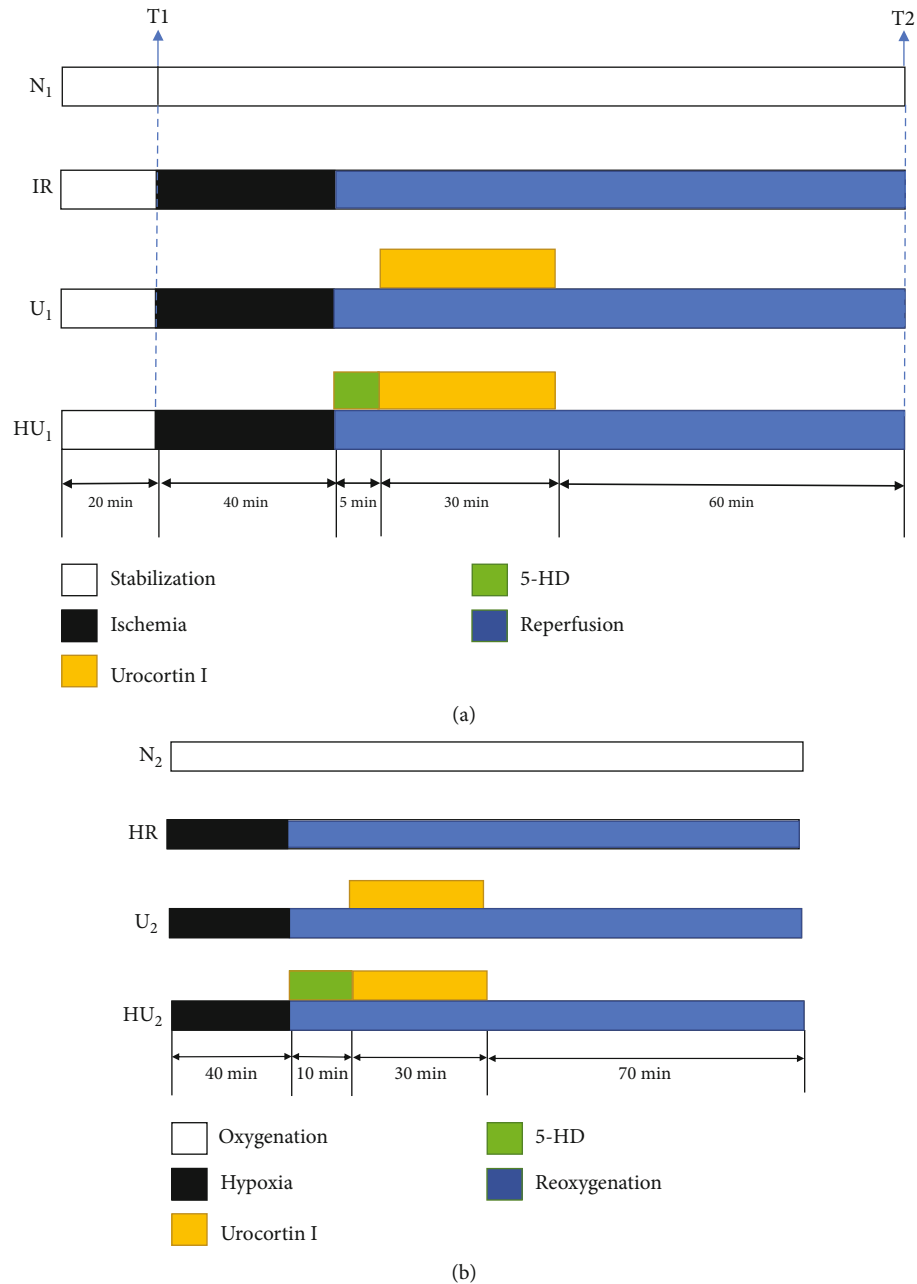 T1 T2
N₁
IR
U₁
HU₁
20 min 40 min 5 min 30 min 60 min
Stabilization 5-HD
Ischemia Reperfusion
Urocortin I
(a)
N₂
HR
U₂
HU₂
40 min 10 min 30 min 70 min
Oxygenation 5-HD
Hypoxia Reoxygenation
Urocortin I
(b)